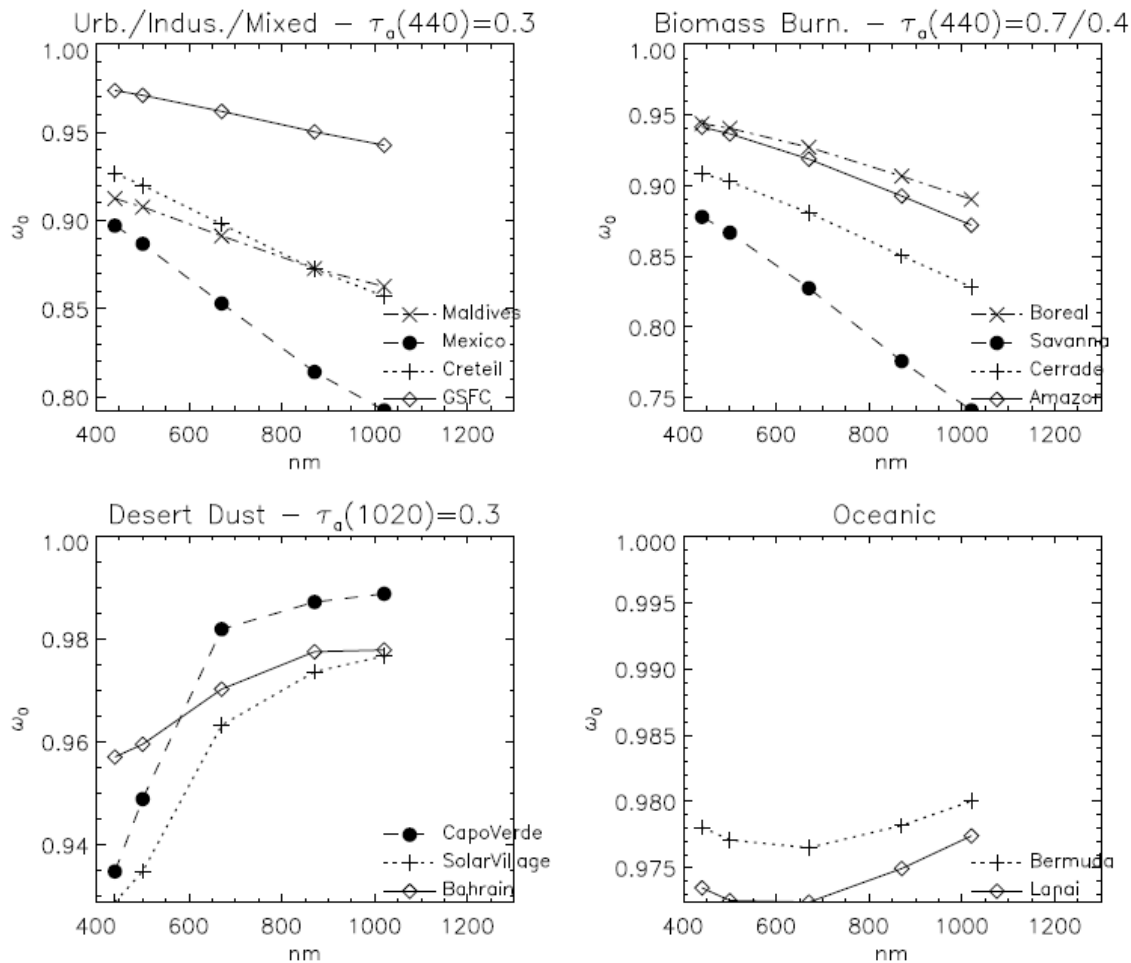 Urb./Indus./Mixed – τa(440)=0.3
1.00
0.95
0.90
0.85
0.80
ω0
Maldives
Mexico
Creteil
GSFC
400 600 800 1000 1200
nm
Biomass Burn. – τa(440)=0.7/0.4
1.00
0.95
0.90
0.85
0.80
0.75
ω0
Boreal
Savanna
Cerrade
Amazon
400 600 800 1000 1200
nm
Desert Dust – τa(1020)=0.3
1.00
0.98
0.96
0.94
ω0
CapoVerde
SolarVillage
Bahrain
400 600 800 1000 1200
nm
Oceanic
1.000
0.995
0.990
0.985
0.980
0.975
ω0
Bermuda
Lanai
400 600 800 1000 1200
nm